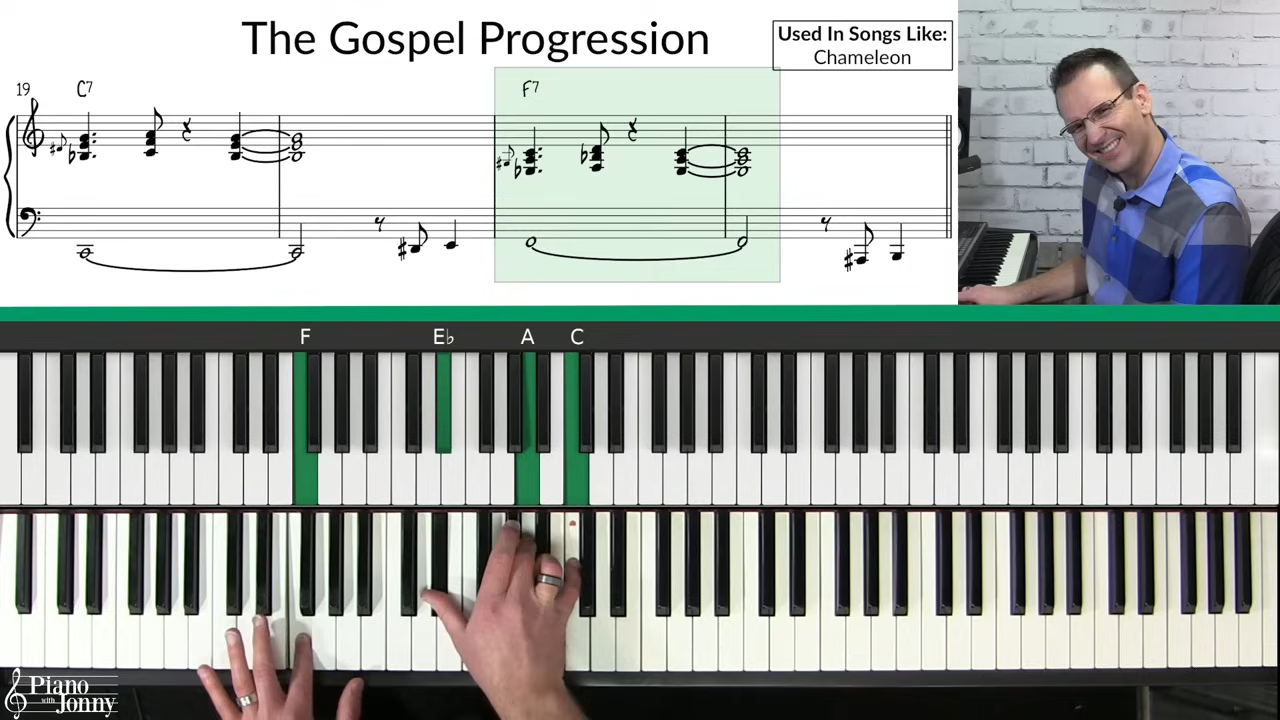 The Gospel Progression
Used In Songs Like:
Chameleon
19
C7
F7
F
E♭
A
C
Piano
with
Jonny